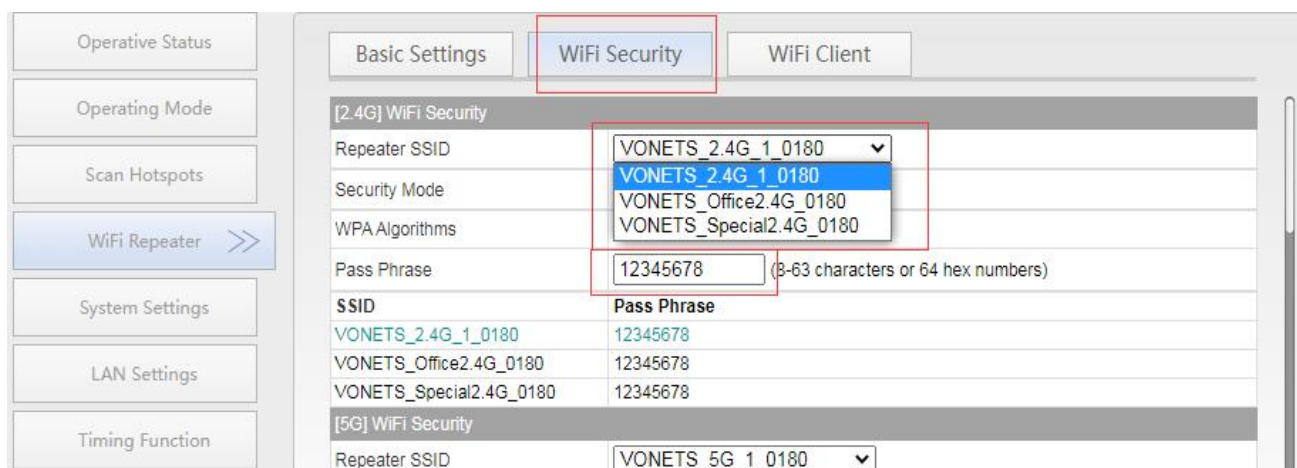 Operative Status
Operating Mode
Scan Hotspots
WiFi Repeater >>
System Settings
LAN Settings
Timing Function
Basic Settings WiFi Security WiFi Client
[2.4G] WiFi Security
Repeater SSID VONETS_2.4G_1_0180
VONETS_2.4G_1_0180
Security Mode
VONETS_Office2.4G_0180
VONETS_Special2.4G_0180
WPA Algorithms
Pass Phrase 12345678 (8-63 characters or 64 hex numbers)
SSID Pass Phrase
VONETS_2.4G_1_0180 12345678
VONETS_Office2.4G_0180 12345678
VONETS_Special2.4G_0180 12345678
[5G] WiFi Security
Repeater SSID VONETS_5G_1_0180